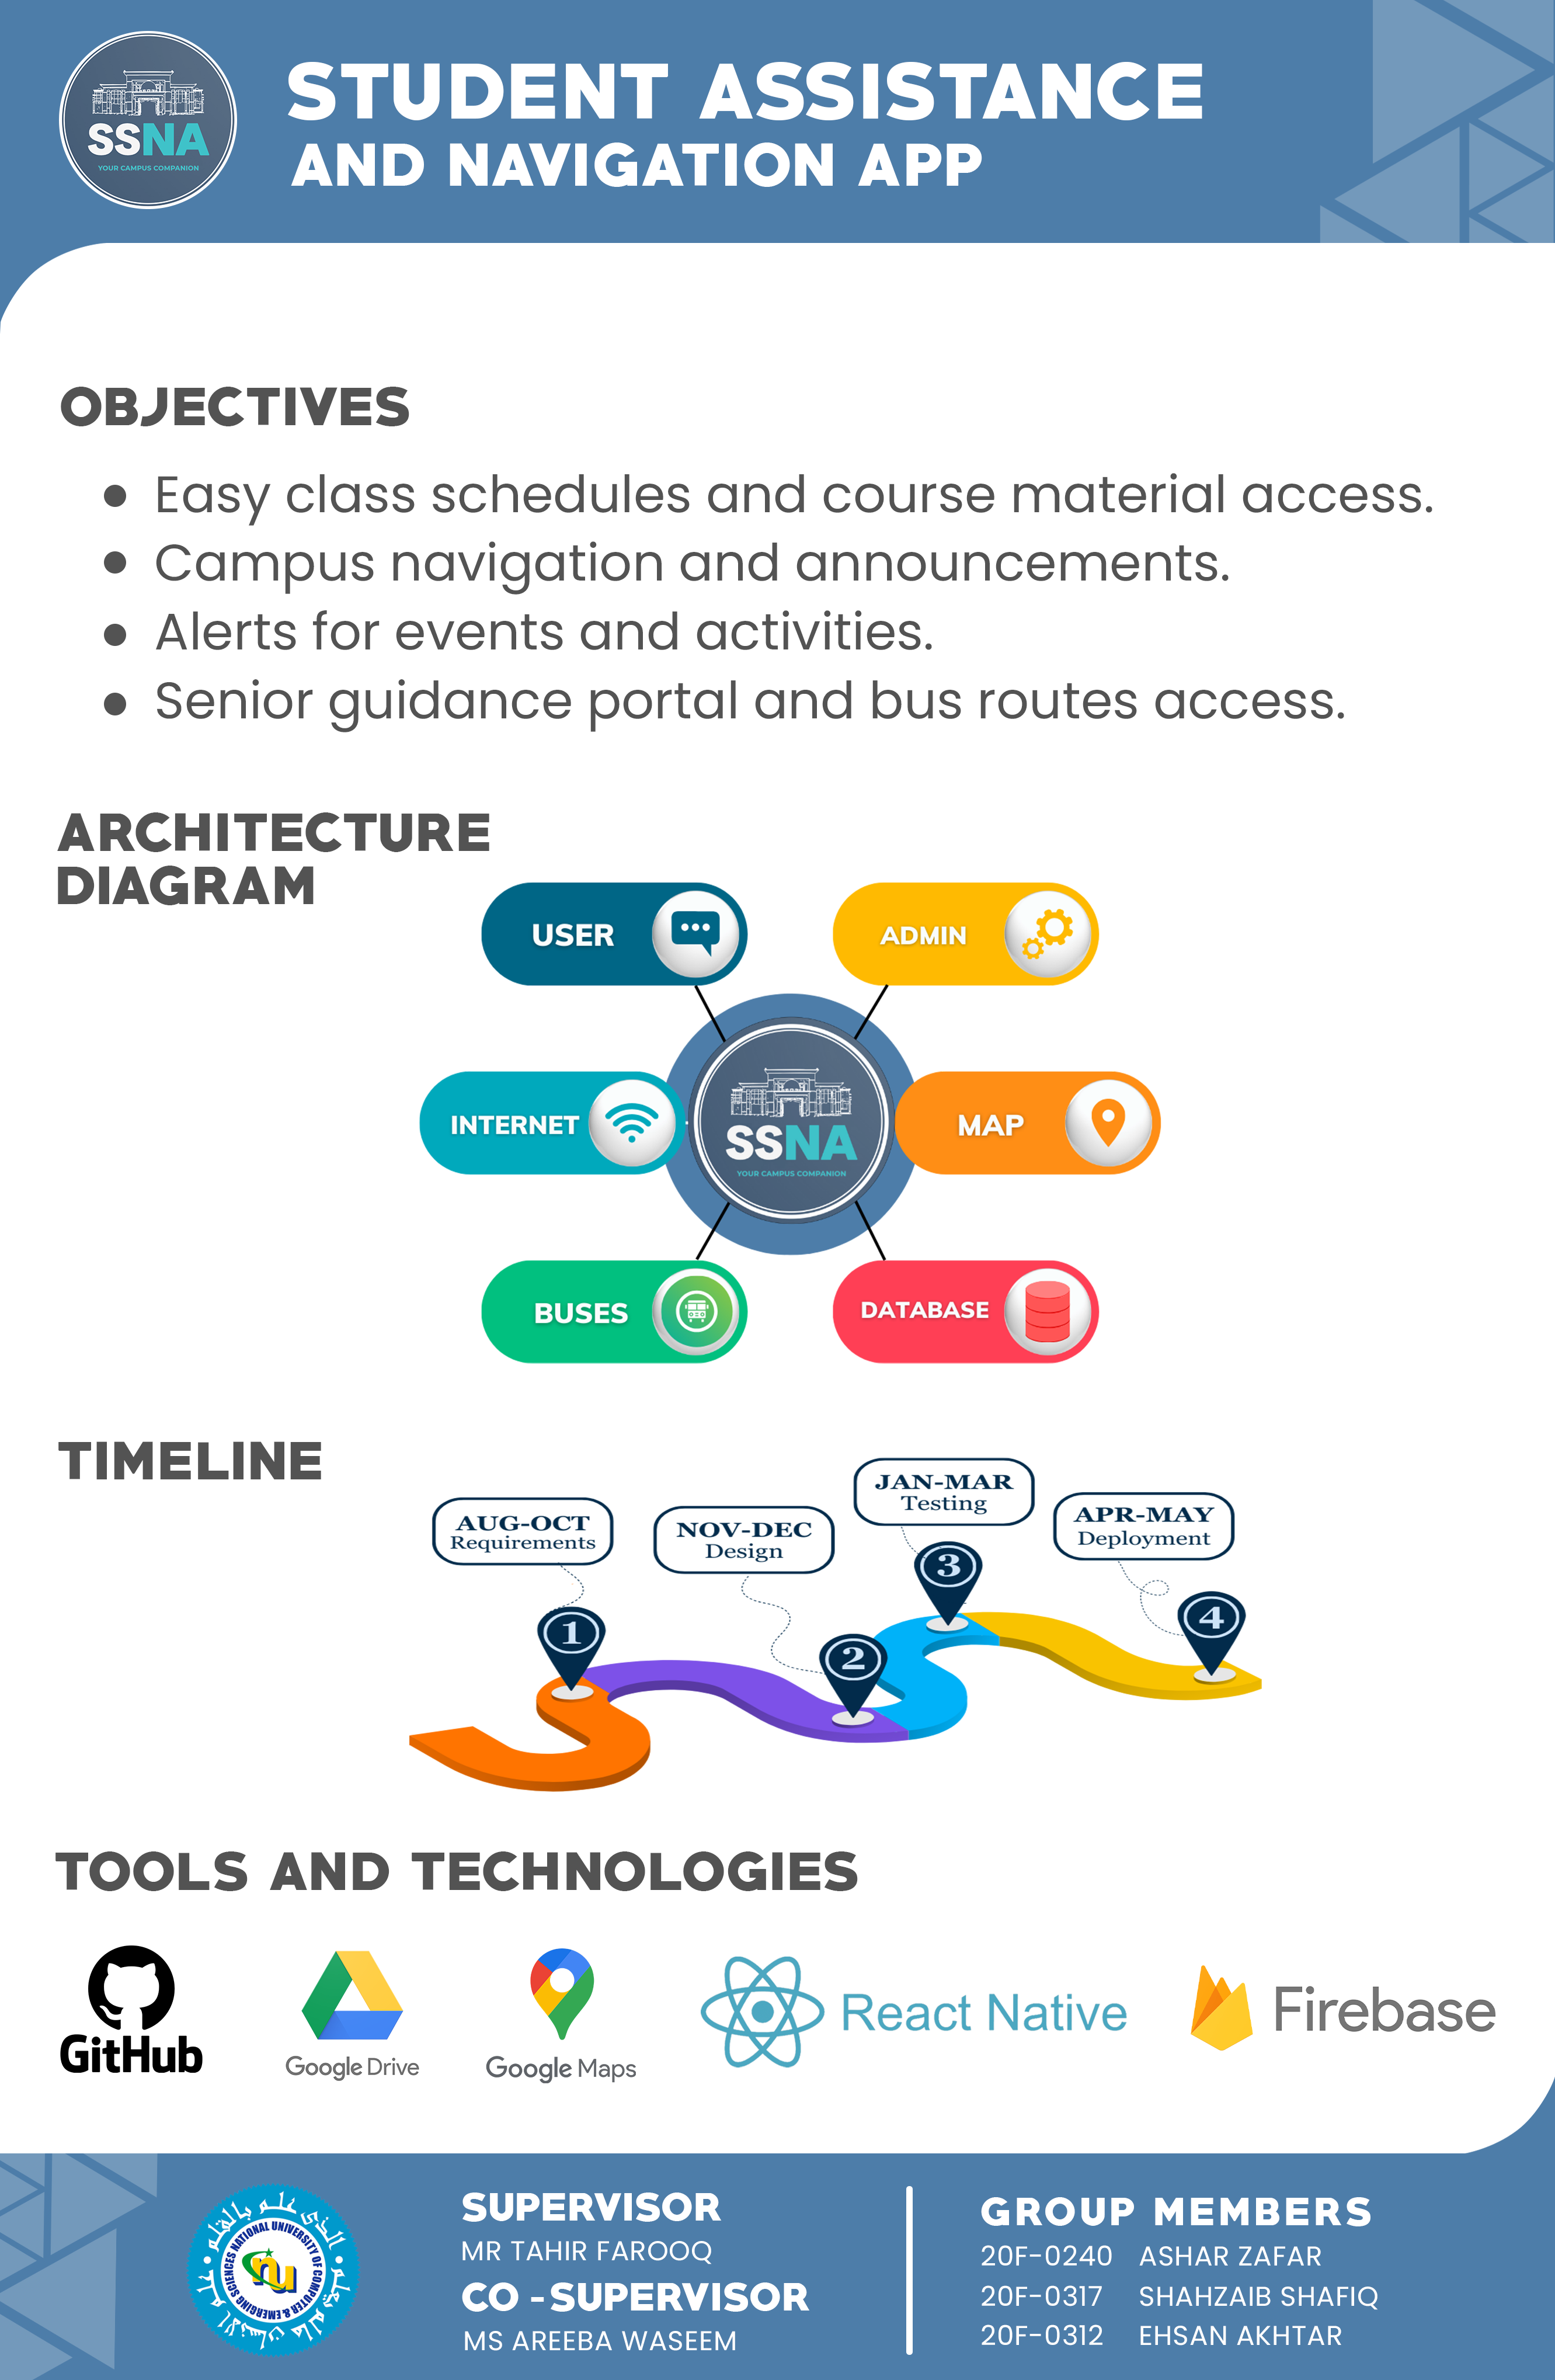 SSNA
YOUR CAMPUS COMPANION
STUDENT ASSISTANCE
AND NAVIGATION APP
OBJECTIVES
● Easy class schedules and course material access.
● Campus navigation and announcements.
● Alerts for events and activities.
● Senior guidance portal and bus routes access.
ARCHITECTURE
DIAGRAM
USER
ADMIN
INTERNET
SSNA
YOUR CAMPUS COMPANION
MAP
BUSES
DATABASE
TIMELINE
AUG-OCT
Requirements
NOV-DEC
Design
JAN-MAR
Testing
APR-MAY
Deployment
1
2
3
4
TOOLS AND TECHNOLOGIES
GitHub
Google Drive
Google Maps
React Native
Firebase
NATIONAL UNIVERSITY OF COMPUTER & EMERGING SCIENCES
nu
SUPERVISOR
MR TAHIR FAROOQ
CO -SUPERVISOR
MS AREEBA WASEEM
GROUP MEMBERS
20F-0240 ASHAR ZAFAR
20F-0317 SHAHZAIB SHAFIQ
20F-0312 EHSAN AKHTAR